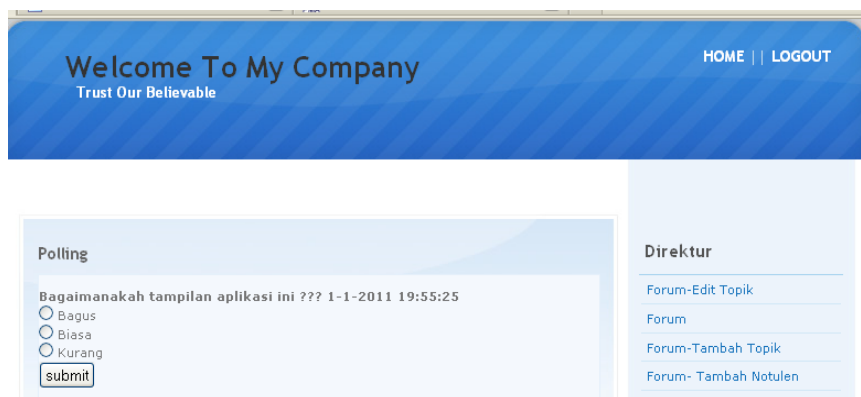 Welcome To My Company
Trust Our Believable
HOME || LOGOUT
Polling
Bagaimanakah tampilan aplikasi ini ??? 1-1-2011 19:55:25
Bagus
Biasa
Kurang
submit
Direktur
Forum-Edit Topik
Forum
Forum-Tambah Topik
Forum- Tambah Notulen